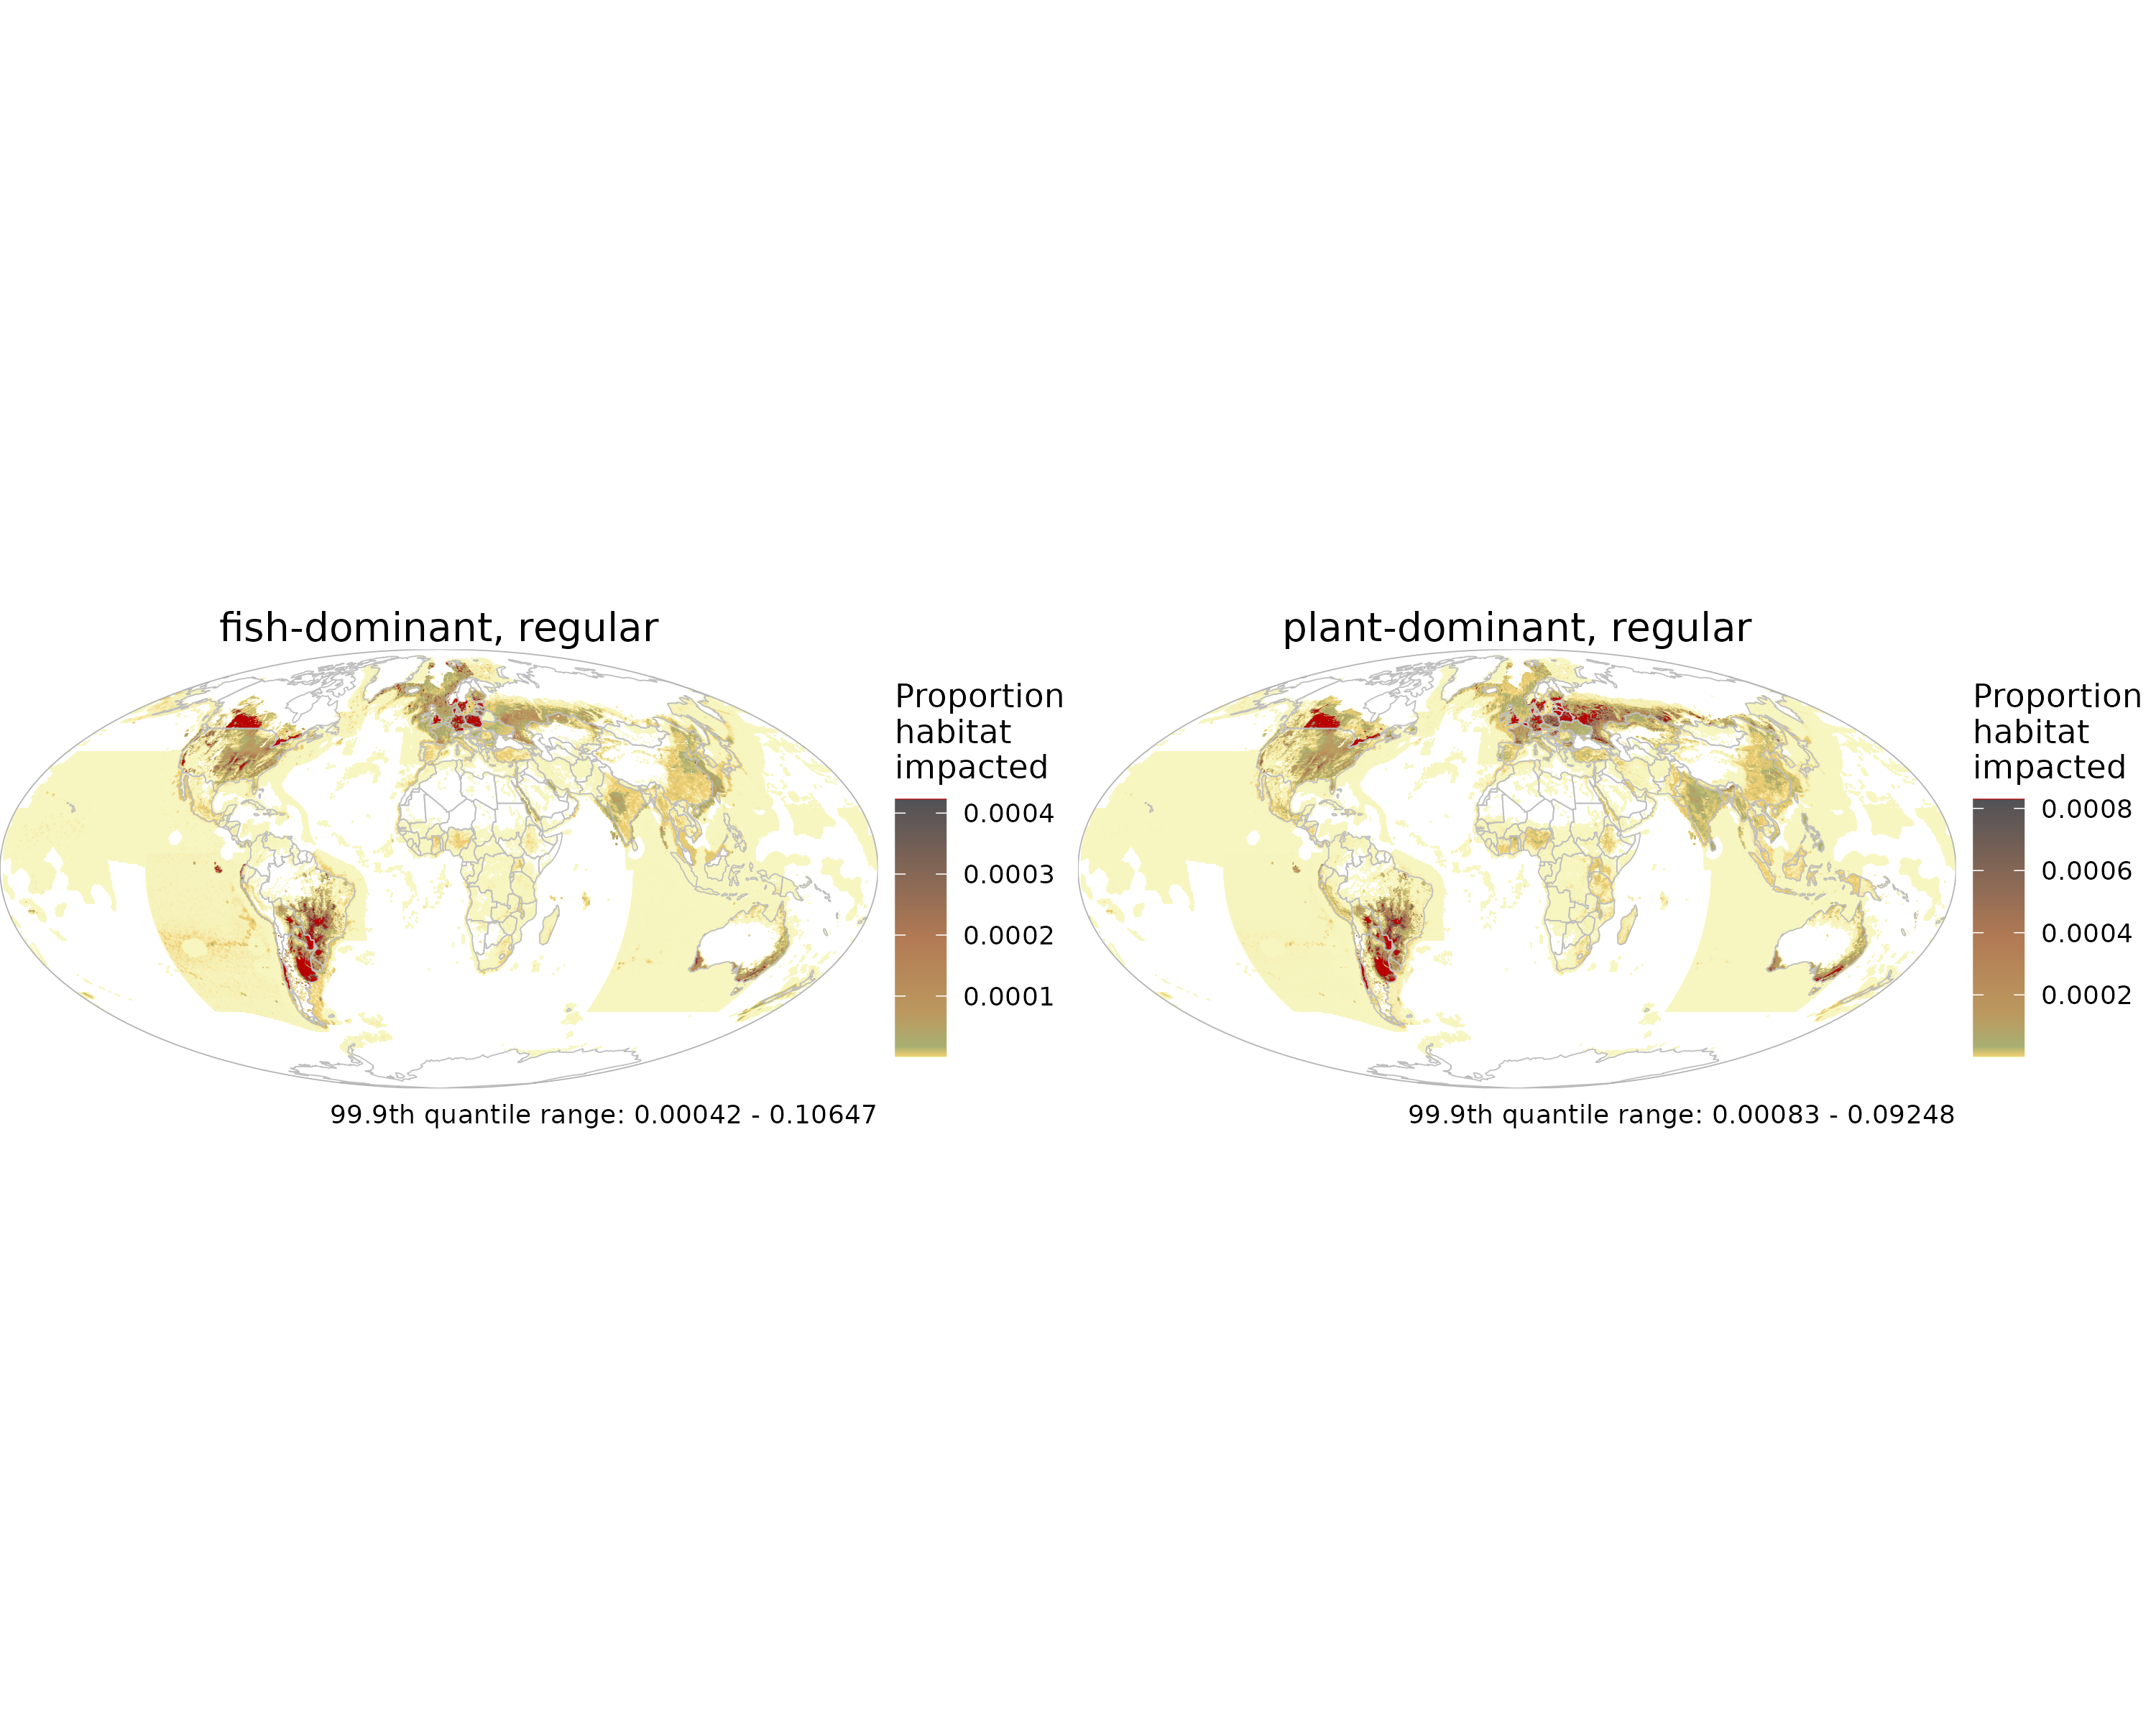 fish-dominant, regular
Proportion
habitat
impacted
0.0004
0.0003
0.0002
0.0001
99.9th quantile range: 0.00042 - 0.10647
plant-dominant, regular
Proportion
habitat
impacted
0.0008
0.0006
0.0004
0.0002
99.9th quantile range: 0.00083 - 0.09248